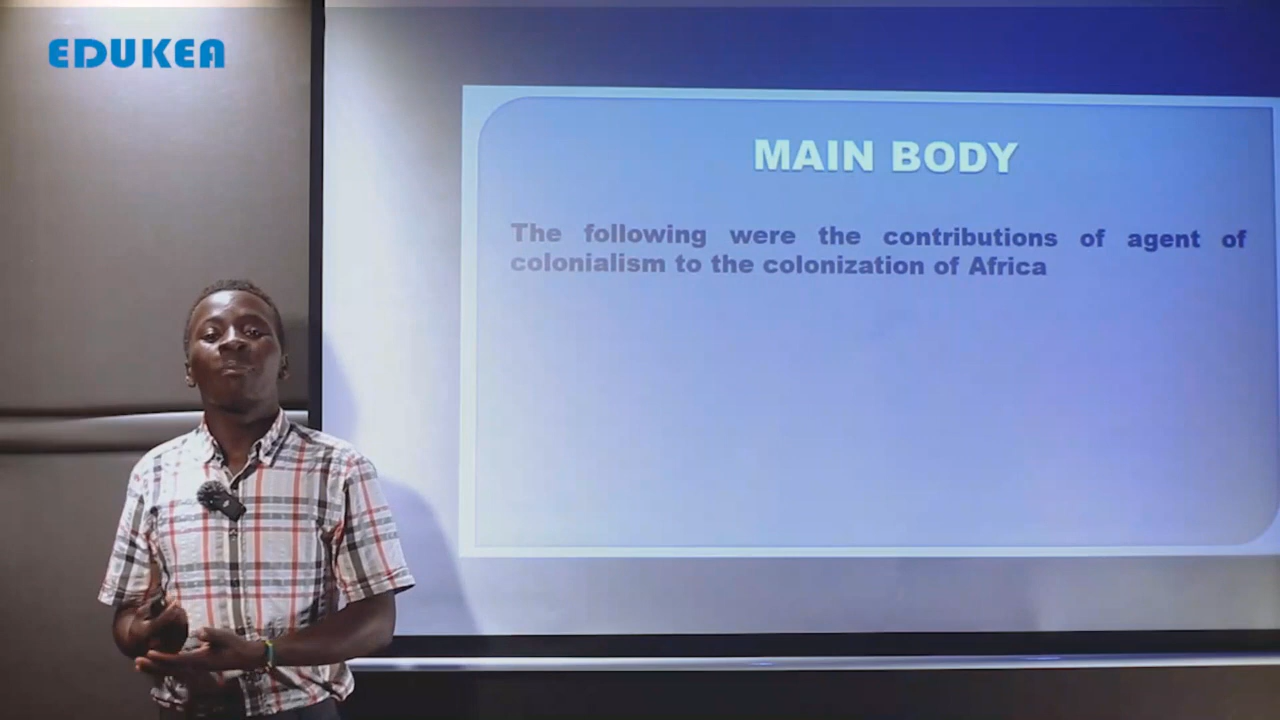 EDUKEA
MAIN BODY
The following were the contributions of agent of
colonialism to the colonization of Africa